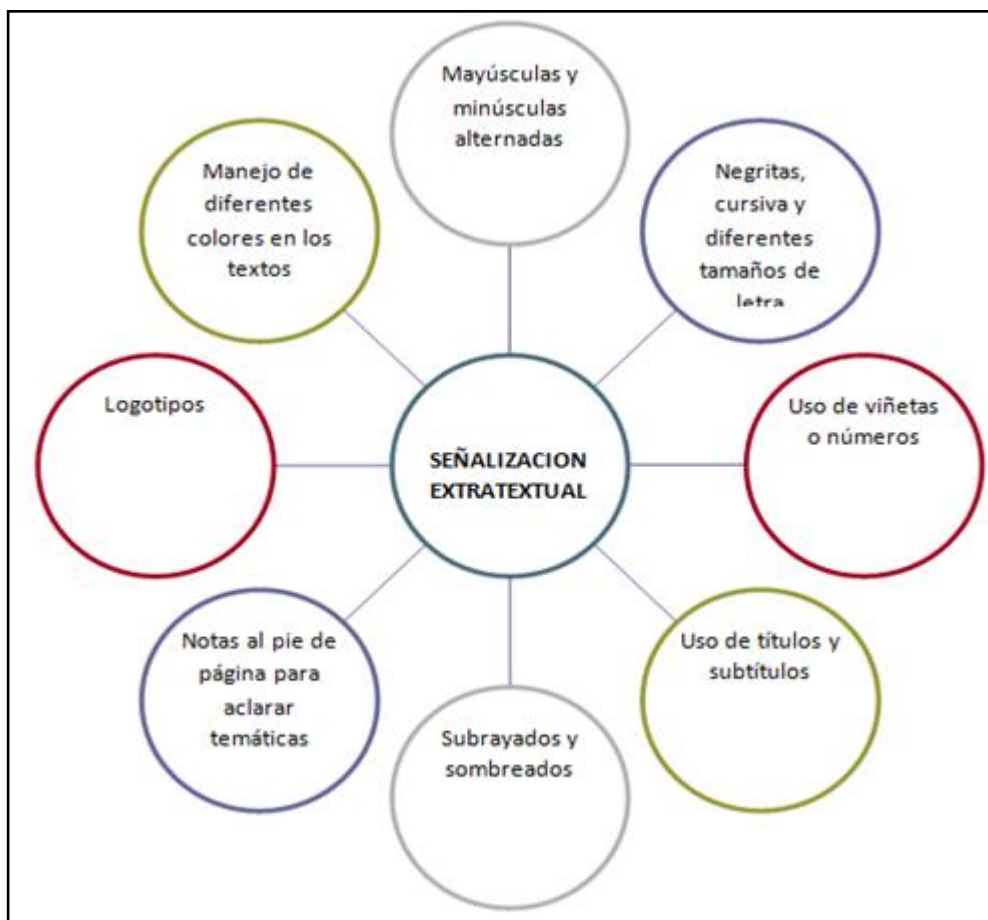 Mayúsculas y
minúsculas
alternadas
Negritas,
cursiva y
diferentes
tamaños de
letra
Uso de viñetas
o números
Uso de títulos y
subtítulos
Subrayados y
sombreados
Notas al pie de
página para
aclarar
temáticas
Logotipos
Manejo de
diferentes
colores en los
textos
SEÑALIZACION
EXTRATEXTUAL